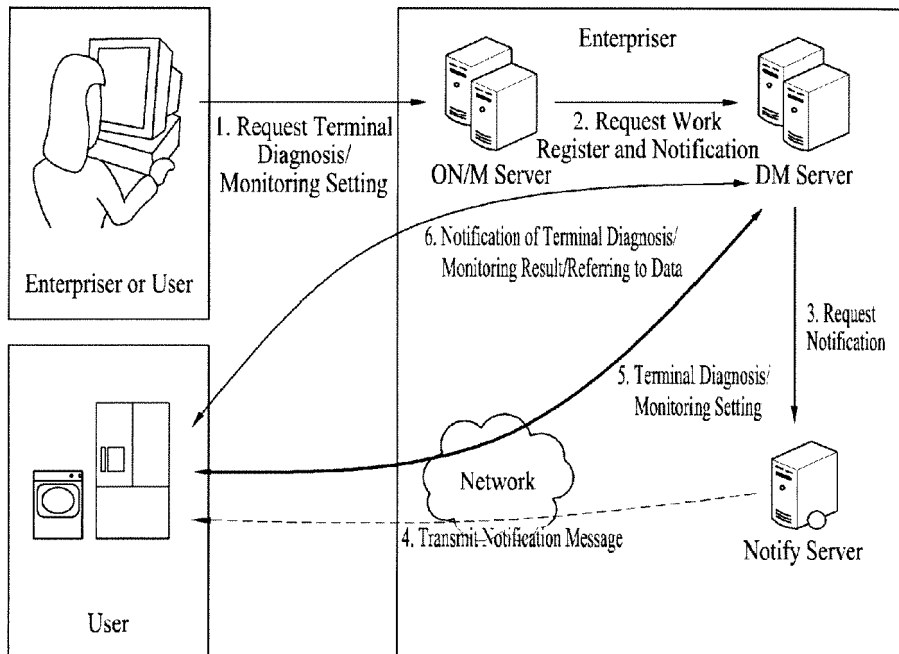 Enterpriser
1. Request Terminal
Diagnosis/
Monitoring Setting
2. Request Work
Register and Notification
ON/M Server
DM Server
Enterpriser or User
6. Notification of Terminal Diagnosis/
Monitoring Result/Referring to Data
3. Request
Notification
5. Terminal Diagnosis/
Monitoring Setting
Network
4. Transmit Notification Message
Notify Server
User